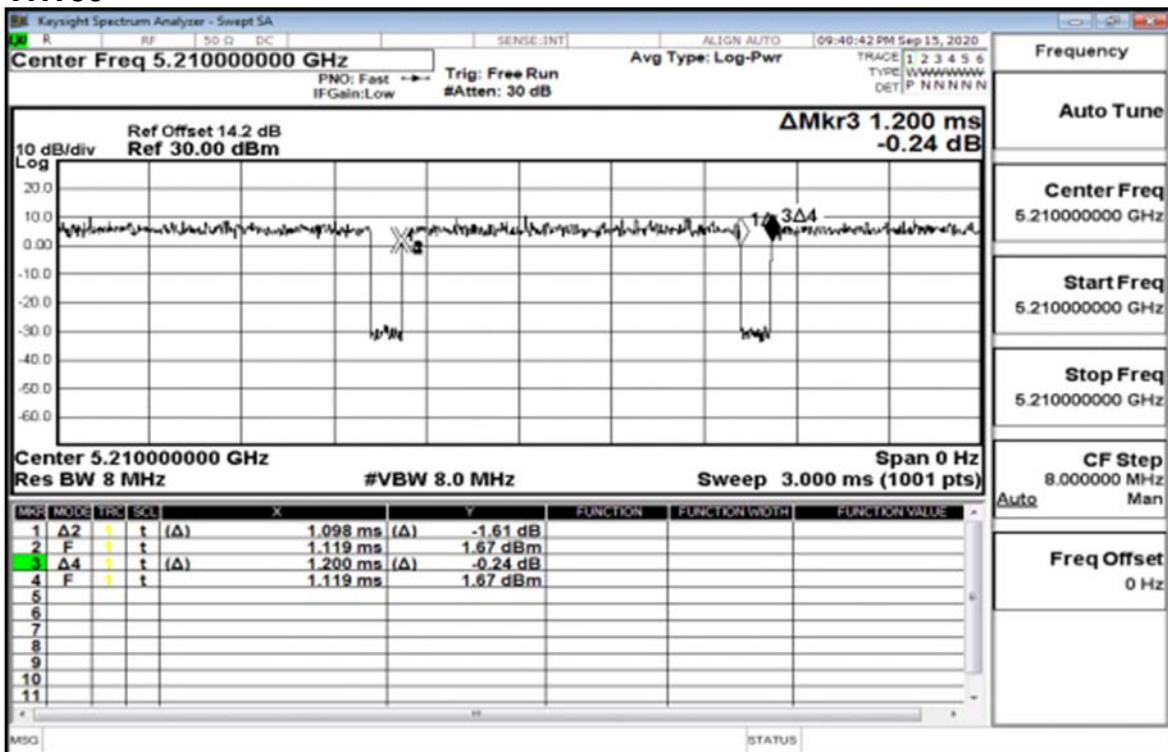 Keysight Spectrum Analyzer - Swept SA
R RF 50 Ω DC SENSE:INT ALIGN AUTO 09:40:42 PM Sep 15, 2020
Center Freq 5.210000000 GHz
PNO: Fast
IFGain:Low
Trig: Free Run
#Atten: 30 dB
Avg Type: Log-Pwr
TRACE 1 2 3 4 5 6
TYPE WWWWWW
DET P N N N N N
Ref Offset 14.2 dB
10 dB/div Ref 30.00 dBm
Log
ΔMkr3 1.200 ms
-0.24 dB
20.0
10.0
0.00
-10.0
-20.0
-30.0
-40.0
-50.0
-60.0
3Δ4
Center 5.210000000 GHz Span 0 Hz
Res BW 8 MHz #VBW 8.0 MHz Sweep 3.000 ms (1001 pts)
MKR MODE TRC SCL X Y FUNCTION FUNCTION WIDTH FUNCTION VALUE
1 Δ2 1 t (Δ) 1.098 ms (Δ) -1.61 dB
2 F 1 t 1.119 ms 1.67 dBm
3 Δ4 1 t (Δ) 1.200 ms (Δ) -0.24 dB
4 F 1 t 1.119 ms 1.67 dBm
5
6
7
8
9
10
11
MSG STATUS
Frequency
Auto Tune
Center Freq
5.210000000 GHz
Start Freq
5.210000000 GHz
Stop Freq
5.210000000 GHz
CF Step
8.000000 MHz
Auto Man
Freq Offset
0 Hz